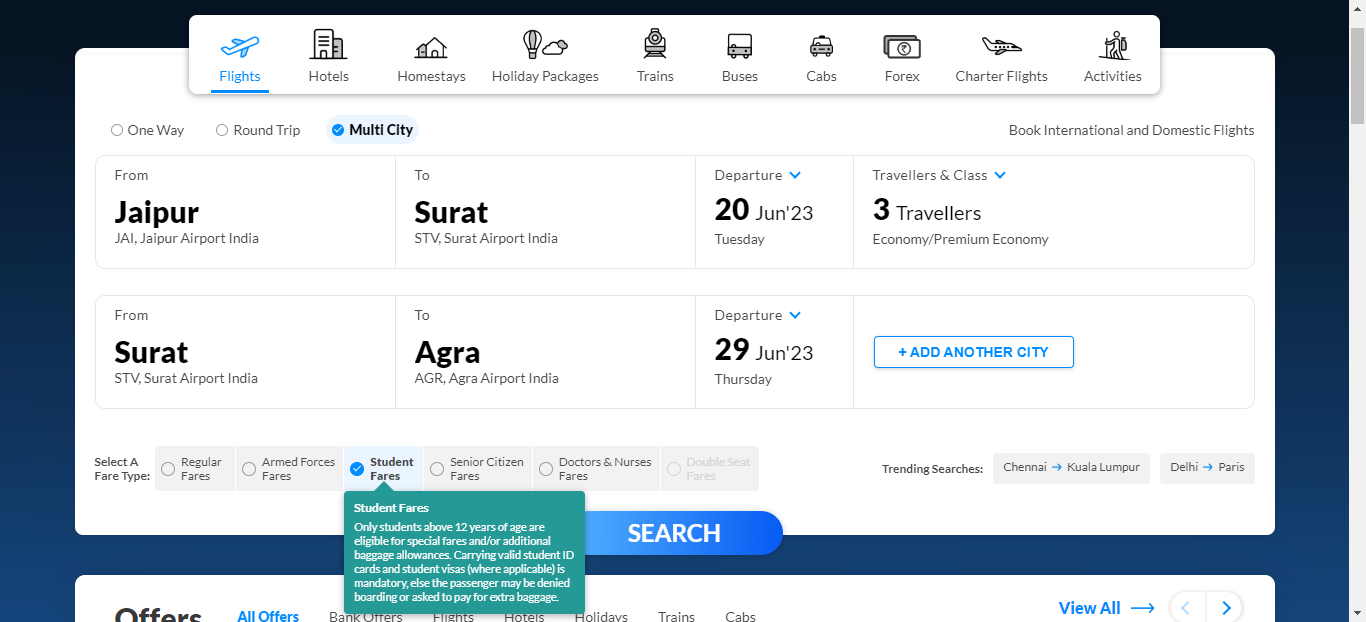 Flights
Hotels
Homestays
Holiday Packages
Trains
Buses
Cabs
Forex
Charter Flights
Activities
One Way
Round Trip
Multi City
Book International and Domestic Flights
From
To
Departure
Travellers & Class
Jaipur
Surat
20 Jun'23
3 Travellers
JAI, Jaipur Airport India
STV, Surat Airport India
Tuesday
Economy/Premium Economy
From
To
Departure
Surat
Agra
29 Jun'23
+ ADD ANOTHER CITY
STV, Surat Airport India
AGR, Agra Airport India
Thursday
Select A
Fare Type:
Regular
Fares
Armed Forces
Fares
Student
Fares
Senior Citizen
Fares
Doctors & Nurses
Fares
Double Seat
Fares
Trending Searches:
Chennai → Kuala Lumpur
Delhi → Paris
Student Fares
Only students above 12 years of age are
eligible for special fares and/or additional
baggage allowances. Carrying valid student ID
cards and student visas (where applicable) is
mandatory, else the passenger may be denied
boarding or asked to pay for extra baggage.
SEARCH
Offers
All Offers
Bank Offers
Flights
Hotels
Holidays
Trains
Cabs
View All